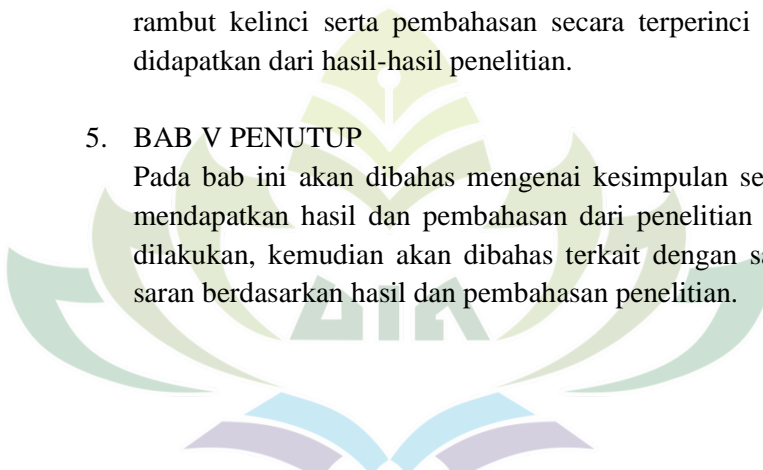 rambut kelinci serta pembahasan secara terperinci
didapatkan dari hasil-hasil penelitian.
5. BAB V PENUTUP
Pada bab ini akan dibahas mengenai kesimpulan se
mendapatkan hasil dan pembahasan dari penelitian
dilakukan, kemudian akan dibahas terkait dengan sa
saran berdasarkan hasil dan pembahasan penelitian.